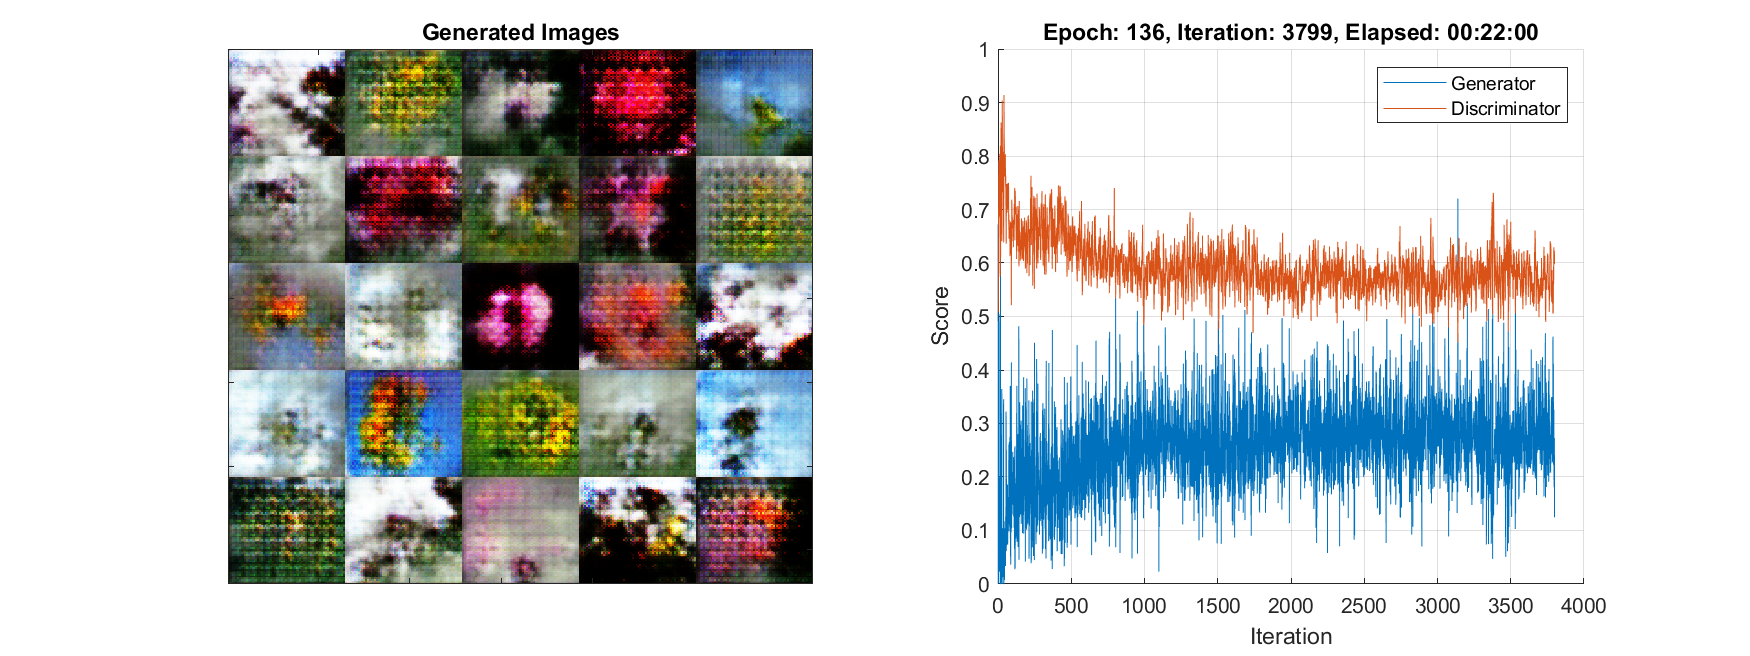 Generated Images
Epoch: 136, Iteration: 3799, Elapsed: 00:22:00
1
0.9
0.8
0.7
0.6
0.5
0.4
0.3
0.2
0.1
0
Score
Generator
Discriminator
0 500 1000 1500 2000 2500 3000 3500 4000
Iteration